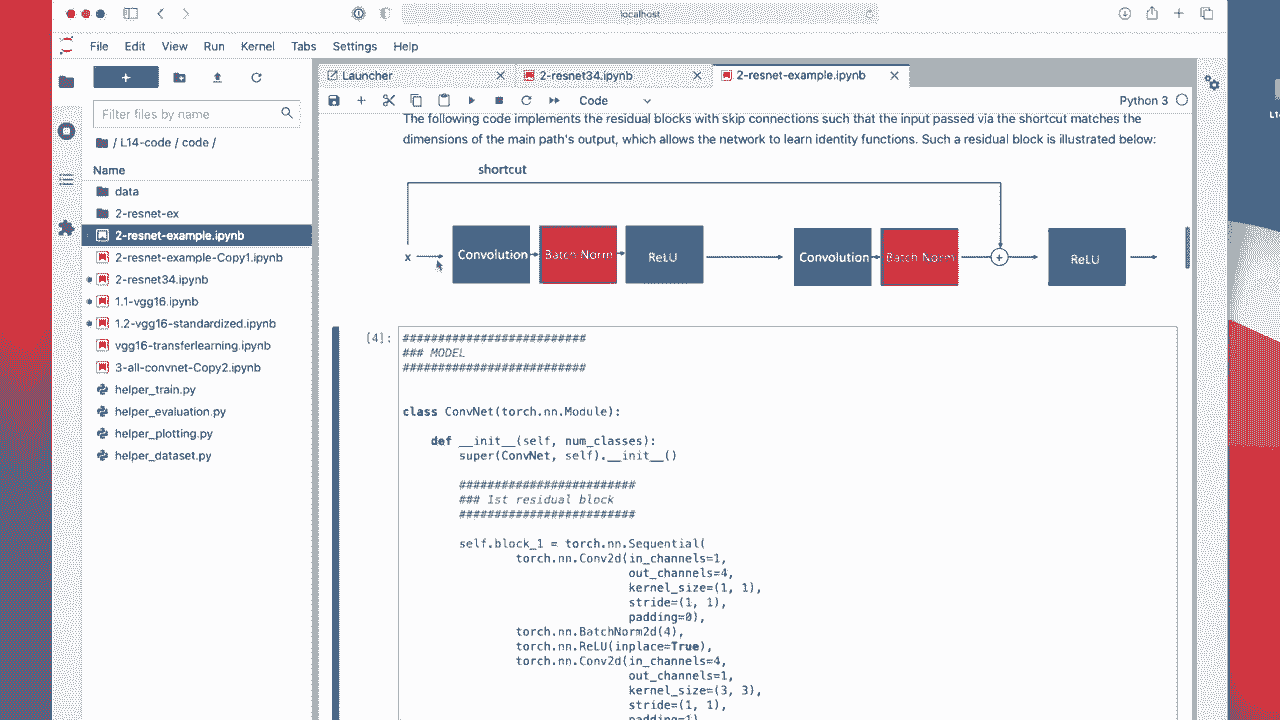 localhost
File Edit View Run Kernel Tabs Settings Help
Launcher
2-resnet34.ipynb
2-resnet-example.ipynb
Code
Python 3
Filter files by name
/ L14-code / code /
Name
data
2-resnet-ex
2-resnet-example.ipynb
2-resnet-example-Copy1.ipynb
2-resnet34.ipynb
1.1-vgg16.ipynb
1.2-vgg16-standardized.ipynb
vgg16-transferlearning.ipynb
3-all-convnet-Copy2.ipynb
helper_train.py
helper_evaluation.py
helper_plotting.py
helper_dataset.py
The following code implements the residual blocks with skip connections such that the input passed via the shortcut matches the
dimensions of the main path's output, which allows the network to learn identity functions. Such a residual block is illustrated below:
shortcut
x Convolution Batch Norm ReLU Convolution Batch Norm + ReLU
[4]:
##########################
### MODEL
##########################
class ConvNet(torch.nn.Module):
def __init__(self, num_classes):
super(ConvNet, self).__init__()
#########################
### 1st residual block
#########################
self.block_1 = torch.nn.Sequential(
torch.nn.Conv2d(in_channels=1,
out_channels=4,
kernel_size=(1, 1),
stride=(1, 1),
padding=0),
torch.nn.BatchNorm2d(4),
torch.nn.ReLU(inplace=True),
torch.nn.Conv2d(in_channels=4,
out_channels=1,
kernel_size=(3, 3),
stride=(1, 1),
padding=1)
L14